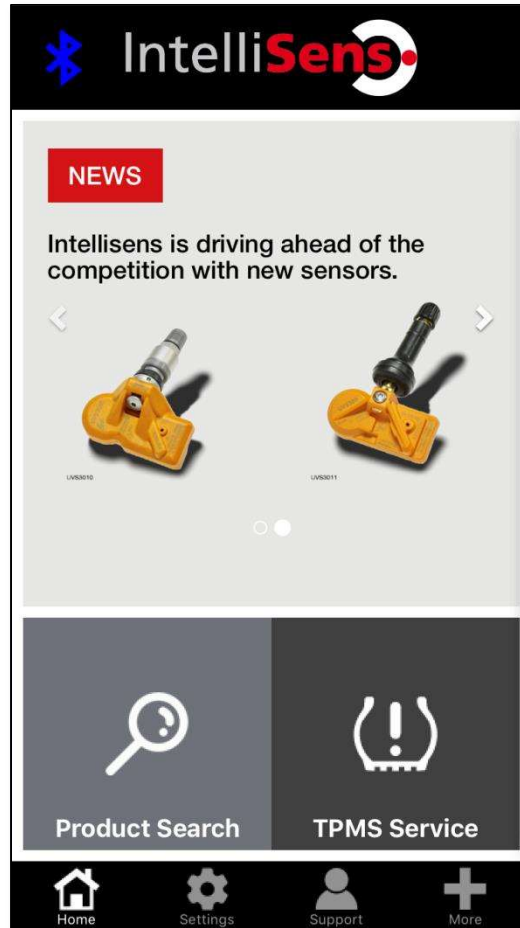 IntelliSens
NEWS
Intellisens is driving ahead of the
competition with new sensors.
UVS3010
UVS3011
Product Search
TPMS Service
Home
Settings
Support
More